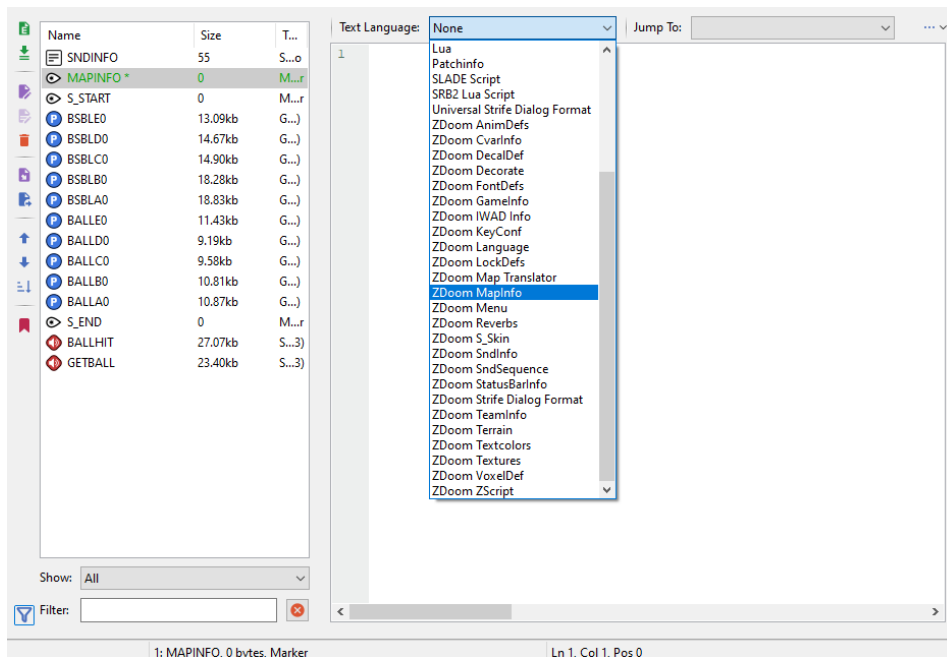 Text Language: None Jump To:
Name Size T...
SNDINFO 55 S...o
MAPINFO * 0 M...r
S_START 0 M...r
BSBLE0 13.09kb G...)
BSBLD0 14.67kb G...)
BSBLC0 14.90kb G...)
BSBLB0 18.28kb G...)
BSBLA0 18.83kb G...)
BALLE0 11.43kb G...)
BALLD0 9.19kb G...)
BALLC0 9.58kb G...)
BALLB0 10.81kb G...)
BALLA0 10.87kb G...)
S_END 0 M...r
BALLHIT 27.07kb S...3)
GETBALL 23.40kb S...3)
1
Lua
Patchinfo
SLADE Script
SRB2 Lua Script
Universal Strife Dialog Format
ZDoom AnimDefs
ZDoom CvarInfo
ZDoom DecalDef
ZDoom Decorate
ZDoom FontDefs
ZDoom GameInfo
ZDoom IWAD Info
ZDoom KeyConf
ZDoom Language
ZDoom LockDefs
ZDoom Map Translator
ZDoom MapInfo
ZDoom Menu
ZDoom Reverbs
ZDoom S_Skin
ZDoom SndInfo
ZDoom SndSequence
ZDoom StatusBarInfo
ZDoom Strife Dialog Format
ZDoom TeamInfo
ZDoom Terrain
ZDoom Textcolors
ZDoom Textures
ZDoom VoxelDef
ZDoom ZScript
Show: All
Filter:
1: MAPINFO, 0 bytes, Marker Ln 1, Col 1, Pos 0